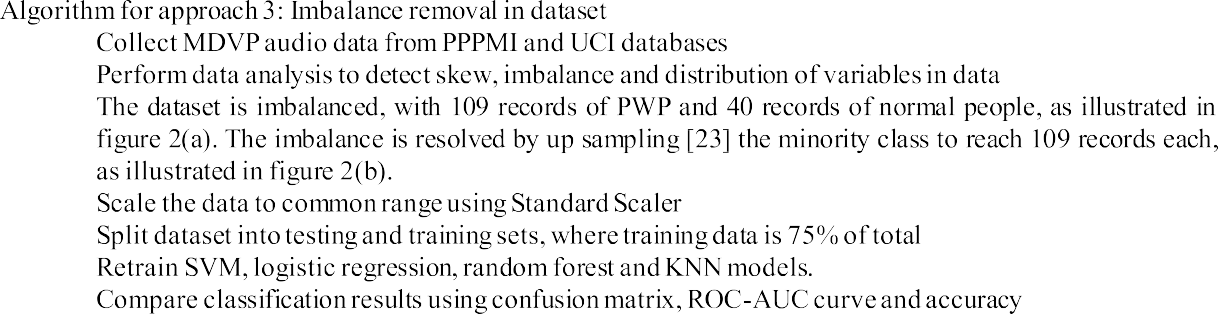 Algorithm for approach 3: Imbalance removal in dataset
Collect MDVP audio data from PPPMI and UCI databases
Perform data analysis to detect skew, imbalance and distribution of variables in data
The dataset is imbalanced, with 109 records of PWP and 40 records of normal people, as illustrated in
figure 2(a). The imbalance is resolved by up sampling [23] the minority class to reach 109 records each,
as illustrated in figure 2(b).
Scale the data to common range using Standard Scaler
Split dataset into testing and training sets, where training data is 75% of total
Retrain SVM, logistic regression, random forest and KNN models.
Compare classification results using confusion matrix, ROC-AUC curve and accuracy